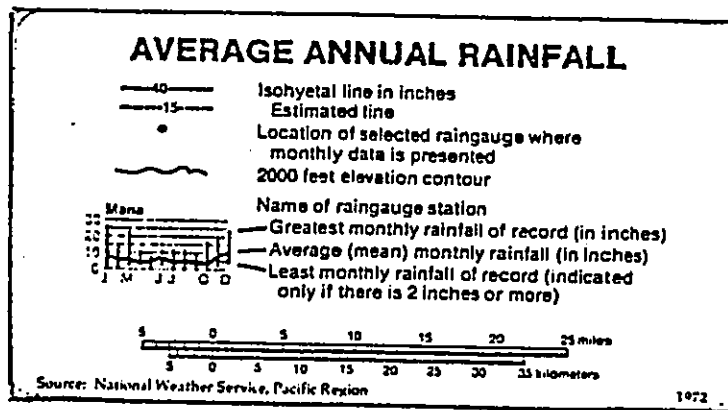 AVERAGE ANNUAL RAINFALL
40 Isohyetal line in inches
15 Estimated line
Location of selected raingauge where
monthly data is presented
2000 feet elevation contour
Mana Name of raingauge station
Greatest monthly rainfall of record (in inches)
Average (mean) monthly rainfall (in inches)
Least monthly rainfall of record (indicated
only if there is 2 inches or more)
0
J M J J O D
5 0 5 10 15 20 25 miles
5 0 5 10 15 20 25 30 35 kilometers
Source: National Weather Service, Pacific Region 1972